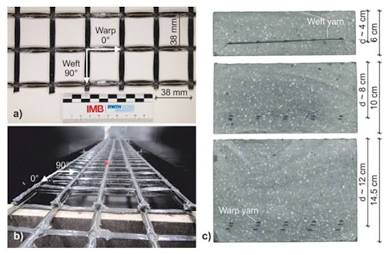 Warp
0°
Weft
90°
38 mm
38 mm
IMB RWTH
a)
0°
90°
b)
Weft yarn
d ~ 4 cm
6 cm
d ~ 8 cm
10 cm
d ~ 12 cm
14.5 cm
Warp yarn
c)